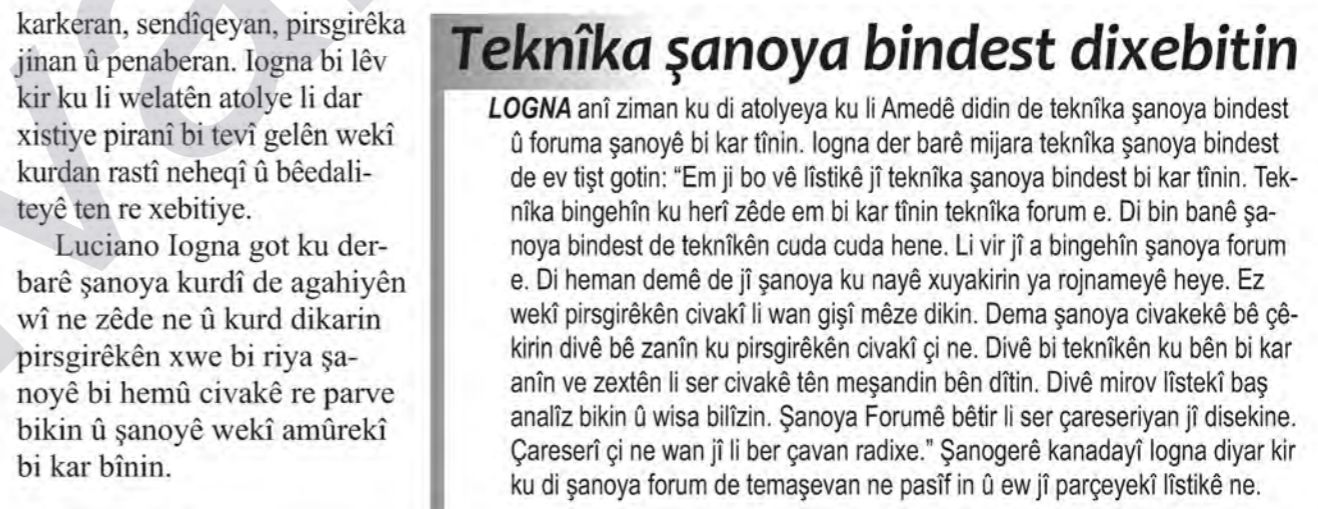 karkeran, sendîqeyan, pirsgirêka
jinan û penaberan. Iogna bi lêv
kir ku li welatên atolye li dar
xistiye piranî bi tevî gelên wekî
kurdan rastî neheqî û bêedali-
teyê ten re xebitiye.
Luciano Iogna got ku der-
barê şanoya kurdî de agahiyên
wî ne zêde ne û kurd dikarin
pirsgirêkên xwe bi riya şa-
noyê bi hemû civakê re parve
bikin û şanoyê wekî amûrekî
bi kar bînin.
Teknîka şanoya bindest dixebitin
LOGNA anî ziman ku di atolyeya ku li Amedê didin de teknîka şanoya bindest
û foruma şanoyê bi kar tînin. Iogna der barê mijara teknîka şanoya bindest
de ev tişt gotin: “Em ji bo vê lîstikê jî teknîka şanoya bindest bi kar tînin. Tek-
nîka bingehîn ku herî zêde em bi kar tînin teknîka forum e. Di bin banê şa-
noya bindest de teknîkên cuda cuda hene. Li vir jî a bingehîn şanoya forum
e. Di heman demê de jî şanoya ku nayê xuyakirin ya rojnameyê heye. Ez
wekî pirsgirêkên civakî li wan gişî mêze dikin. Dema şanoya civakekê bê çê-
kirin divê bê zanîn ku pirsgirêkên civakî çi ne. Divê bi teknîkên ku bên bi kar
anîn ve zextên li ser civakê tên meşandin bên dîtin. Divê mirov lîstekî baş
analîz bikin û wisa bilîzin. Şanoya Forumê bêtir li ser çareseriyan jî disekine.
Çareserî çi ne wan jî li ber çavan radixe.” Şanogerê kanadayî Iogna diyar kir
ku di şanoya forum de temaşevan ne pasîf in û ew jî parçeyekî lîstikê ne.